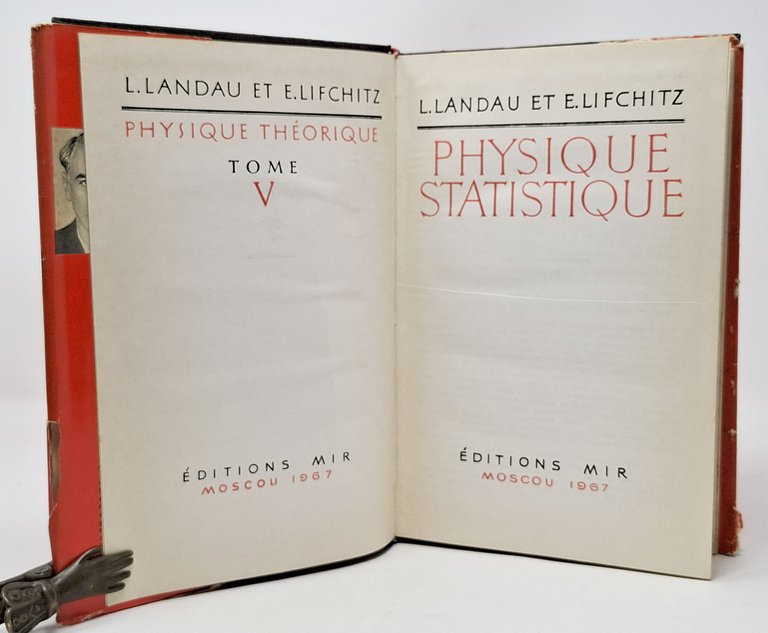 L.LANDAU ET E.LIFCHITZ
PHYSIQUE THÉORIQUE
TOME
V
ÉDITIONS MIR
MOSCOU 1967
L.LANDAU ET E.LIFCHITZ
PHYSIQUE
STATISTIQUE
ÉDITIONS MIR
MOSCOU 1967